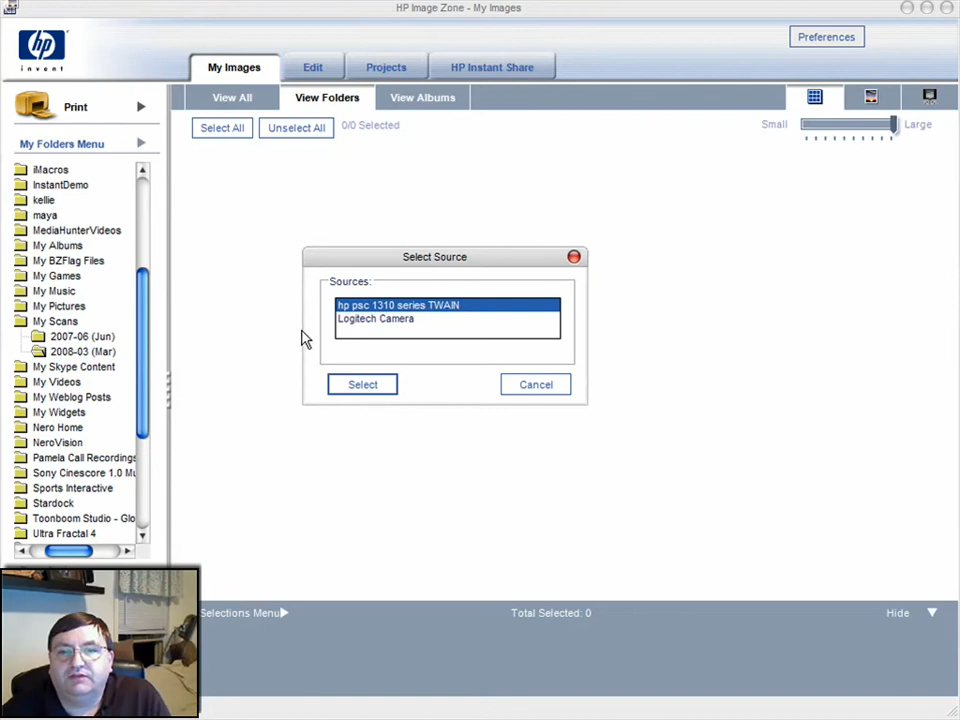 HP Image Zone - My Images
hp
invent
Preferences
My Images
Edit
Projects
HP Instant Share
Print
View All
View Folders
View Albums
My Folders Menu
Select All
Unselect All
0/0 Selected
Small
Large
iMacros
InstantDemo
kellie
maya
MediaHunterVideos
My Albums
My BZFlag Files
My Games
My Music
My Pictures
My Scans
2007-06 (Jun)
2008-03 (Mar)
My Skype Content
My Videos
My Weblog Posts
My Widgets
Nero Home
NeroVision
Pamela Call Recordings
Sony Cinescore 1.0 Mu
Sports Interactive
Stardock
Toonboom Studio - Glo
Ultra Fractal 4
Select Source
Sources:
hp psc 1310 series TWAIN
Logitech Camera
Select
Cancel
Selections Menu
Total Selected: 0
Hide